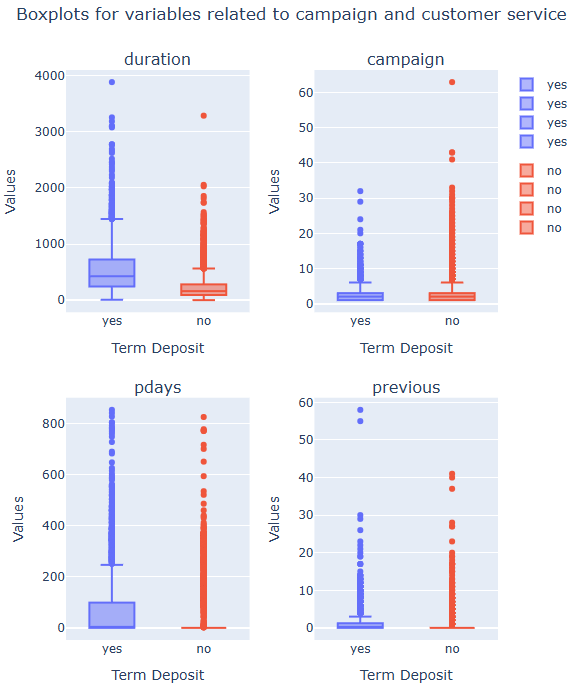 Boxplots for variables related to campaign and customer service
duration
campaign
4000
3000
2000
1000
0
Values
yes
no
Term Deposit
60
50
40
30
20
10
0
Values
yes
no
Term Deposit
yes
yes
yes
yes
no
no
no
no
pdays
previous
800
600
400
200
0
Values
yes
no
Term Deposit
60
50
40
30
20
10
0
Values
yes
no
Term Deposit